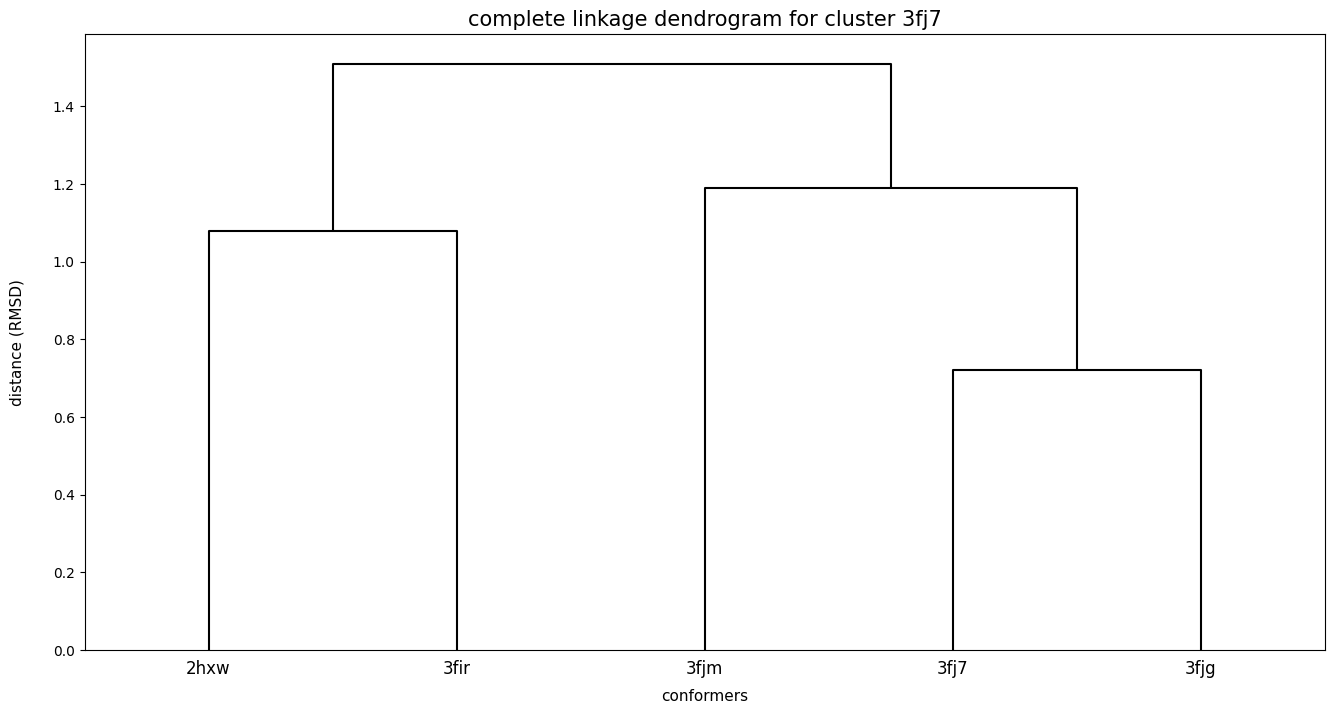 complete linkage dendrogram for cluster 3fj7
1.4
1.2
1.0
0.8
0.6
0.4
0.2
0.0
distance (RMSD)
2hxw 3fir 3fjm 3fj7 3fjg
conformers